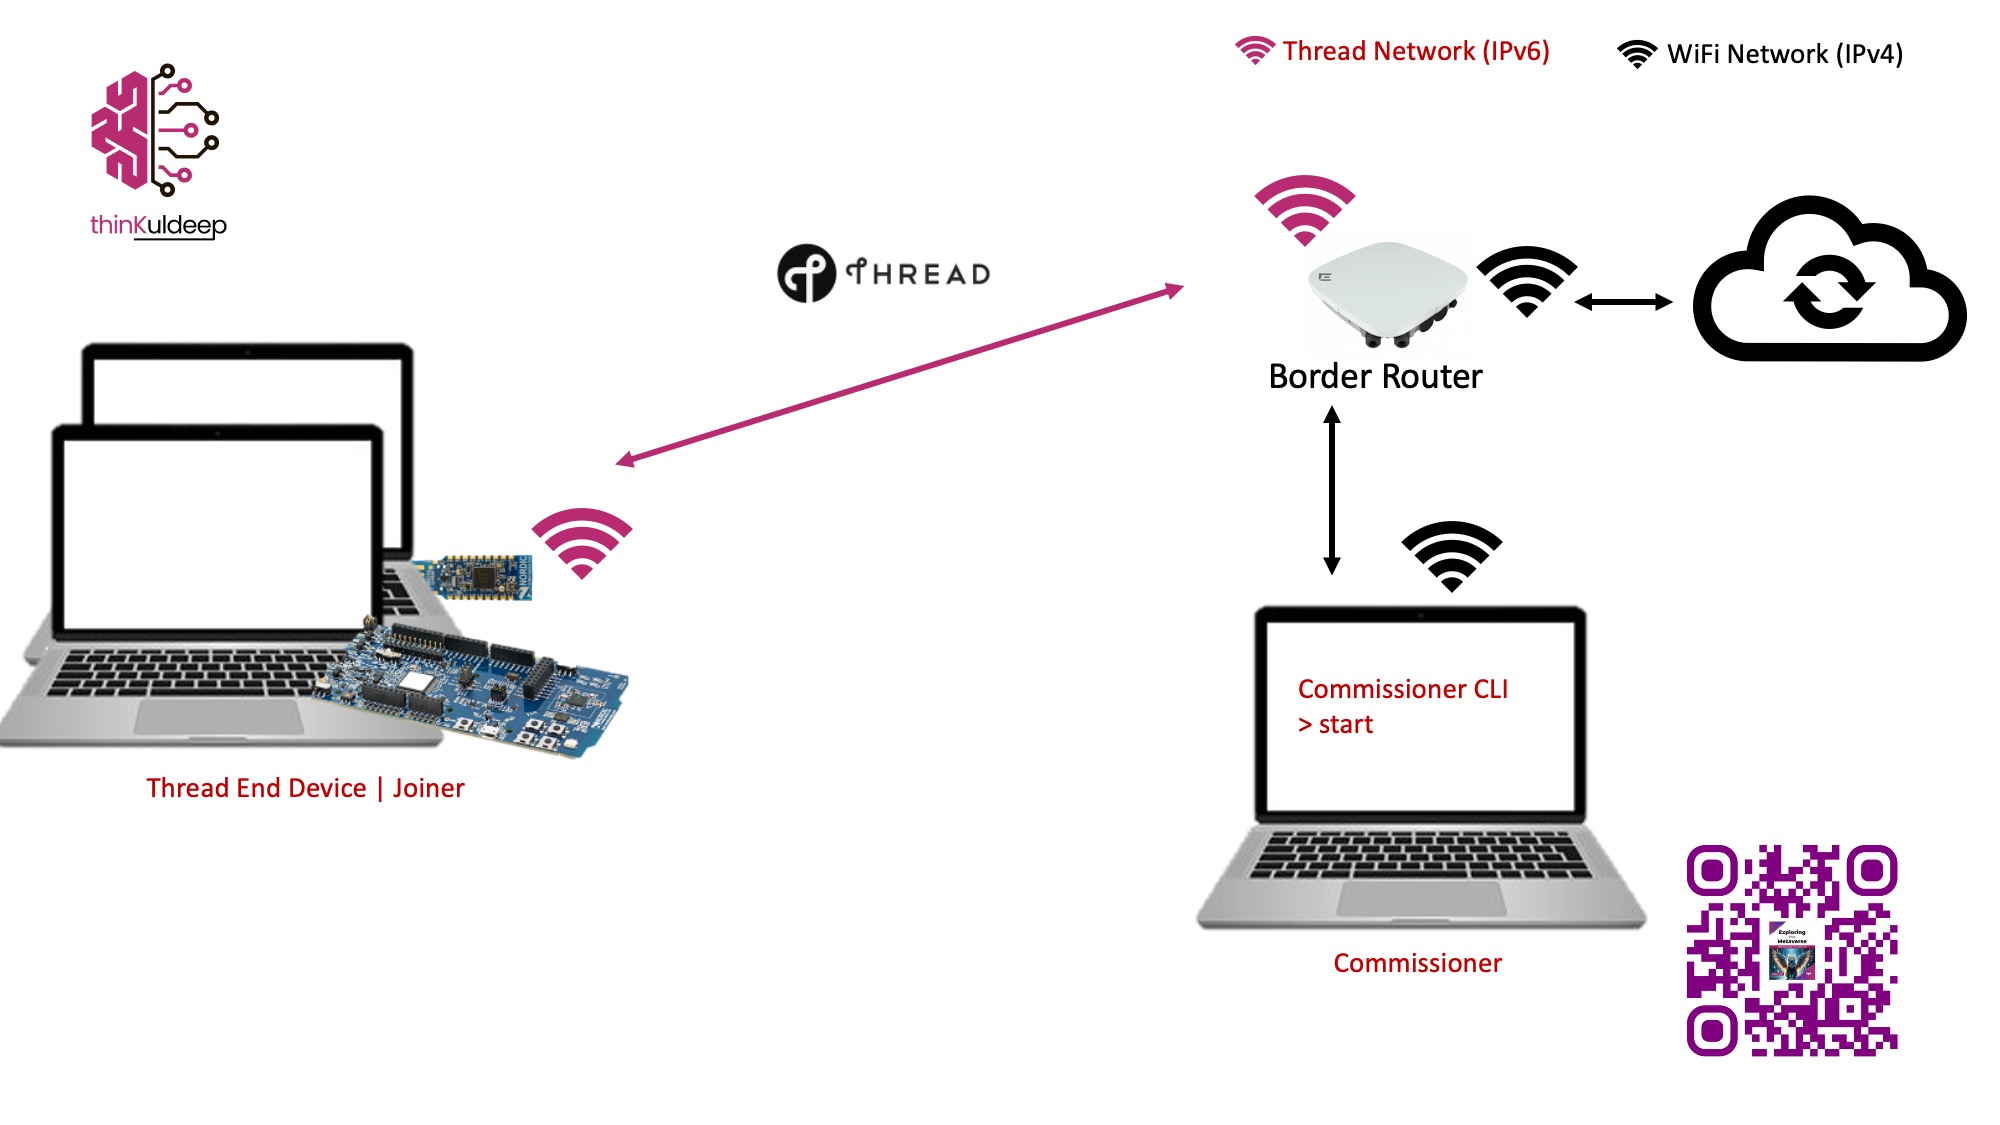 Thread Network (IPv6)
WiFi Network (IPv4)
thinKuldeep
THREAD
Border Router
NORDIC
Commissioner CLI
> start
Thread End Device | Joiner
Exploring
the
Metaverse
Commissioner